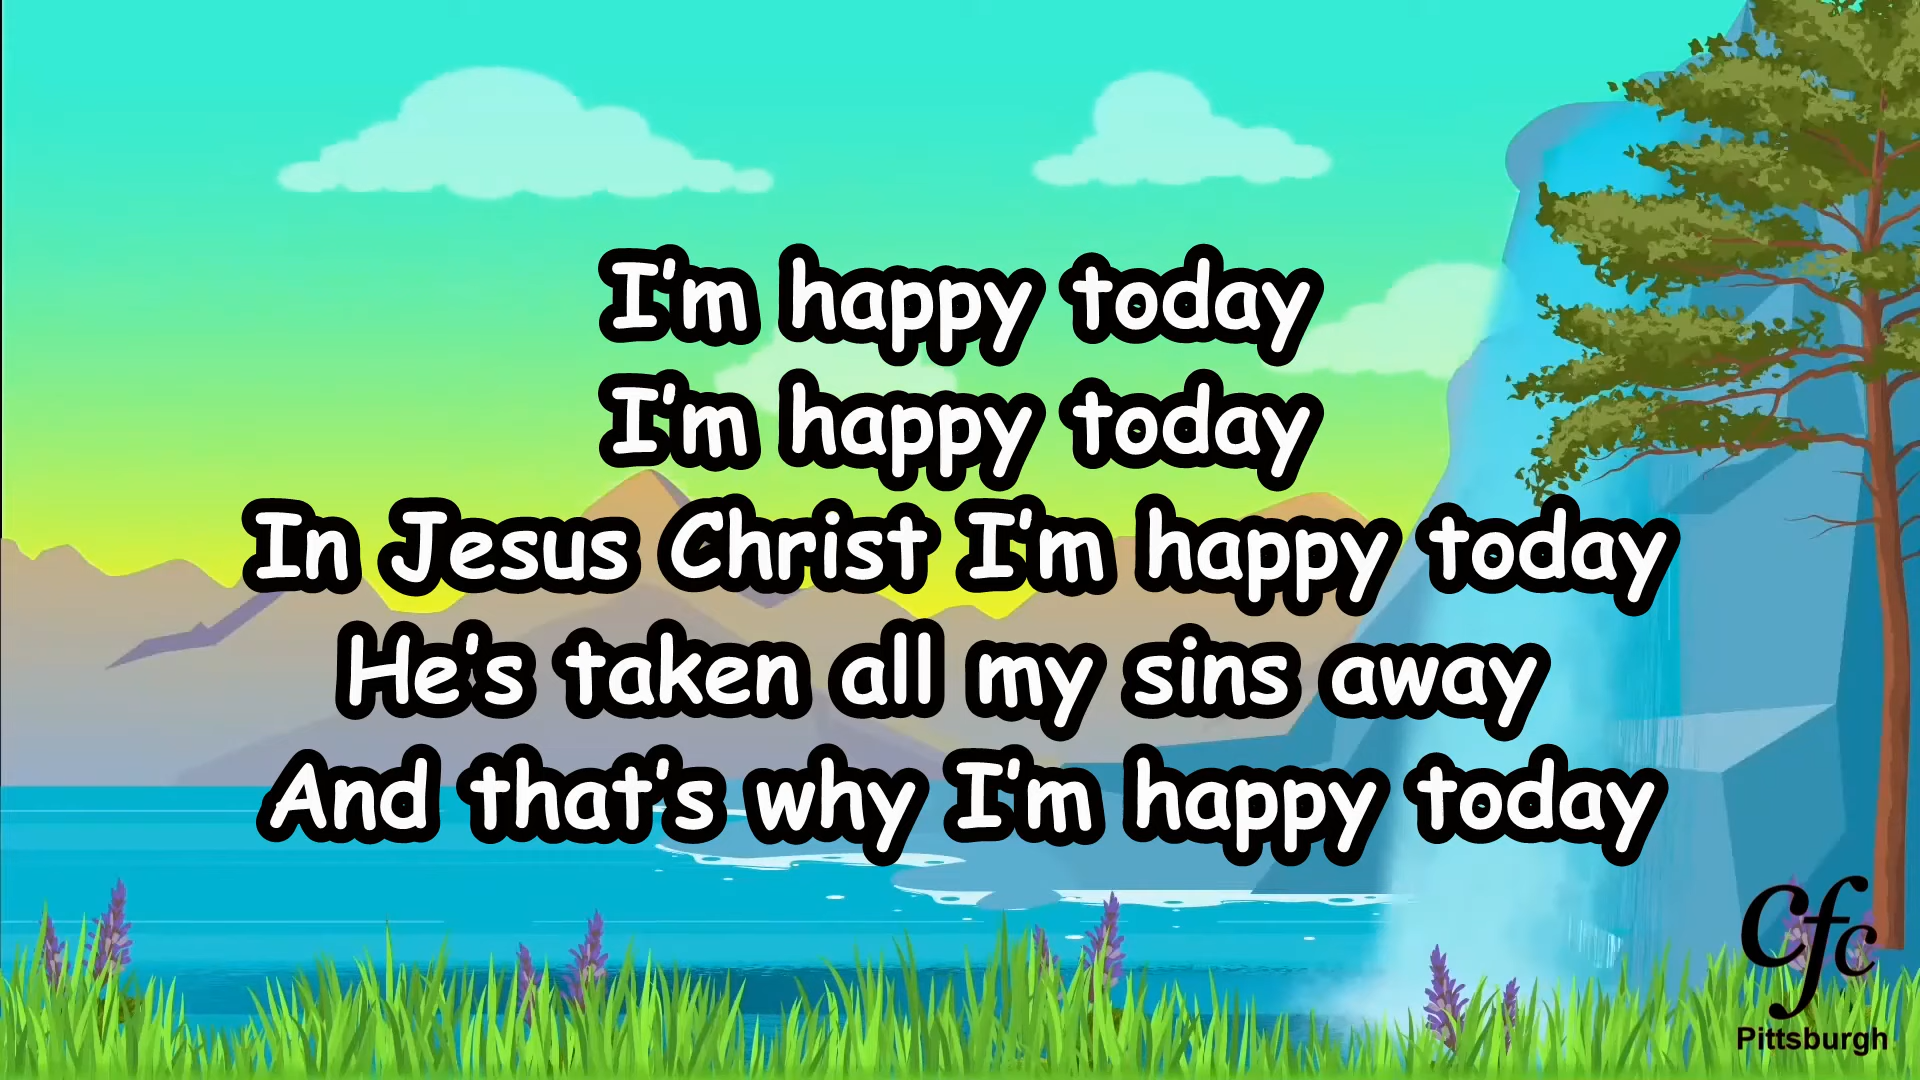 I'm happy today
I'm happy today
In Jesus Christ I'm happy today
He's taken all my sins away
And that's why I'm happy today
cfc
Pittsburgh